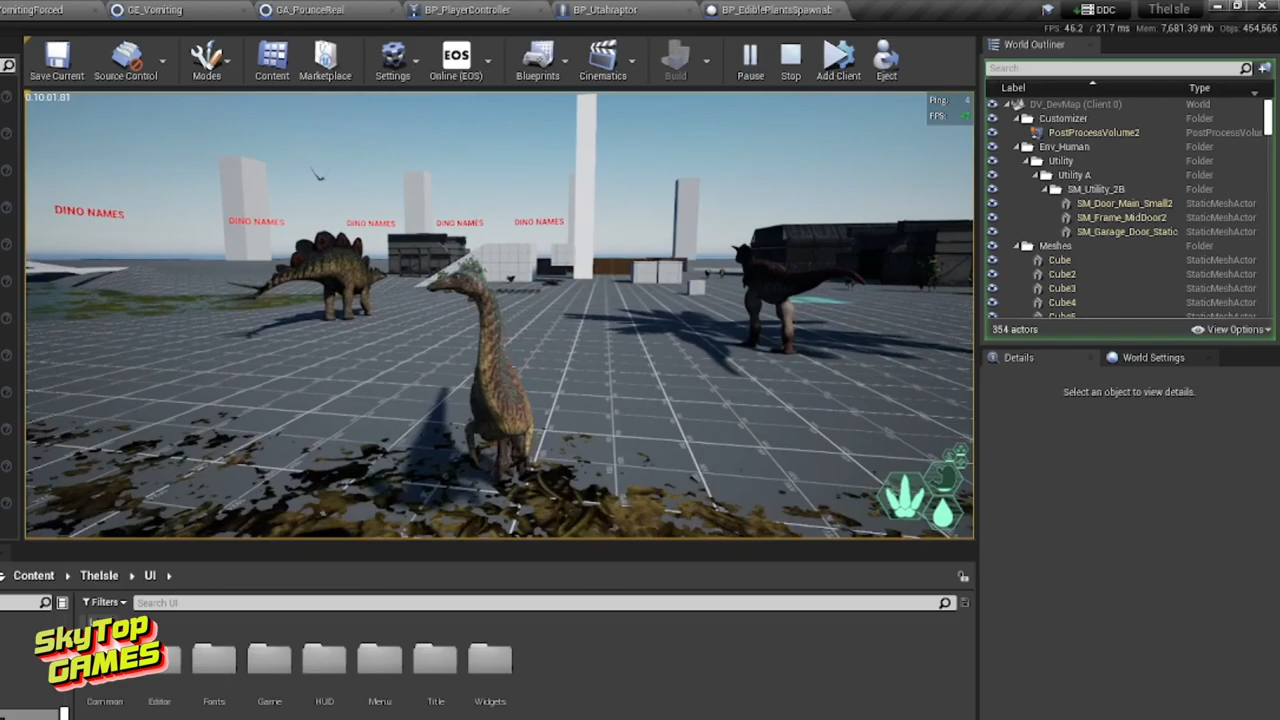 GE_Vomiting
GA_PounceReal
BP_PlayerController
BP_Utahraptor
BP_EdiblePlantsSpawnab
DDC
TheIsle
FPS: 46.2 / 21.7 ms Mem: 7,681.39 mb Objs: 454,565
Save Current
Source Control
Modes
Content
Marketplace
Settings
EOS
Online (EOS)
Blueprints
Cinematics
Build
Pause
Stop
Add Client
Eject
World Outliner
Search
Label Type
0.10.01.81
Ping: 4
FPS:
DV_DevMap (Client 0) World
Customizer Folder
PostProcessVolume2 PostProcessVolu
Env_Human Folder
Utility Folder
Utility A Folder
SM_Utility_2B Folder
SM_Door_Main_Small2 StaticMeshActor
SM_Frame_MidDoor2 StaticMeshActor
SM_Garage_Door_Static StaticMeshActor
Meshes Folder
Cube StaticMeshActor
Cube2 StaticMeshActor
Cube3 StaticMeshActor
Cube4 StaticMeshActor
354 actors
View Options
DINO NAMES
DINO NAMES
DINO NAMES
DINO NAMES
DINO NAMES
Details
World Settings
Select an object to view details.
Content TheIsle UI
Filters
Search UI
SKYTOP
GAMES
Common
Editor
Fonts
Game
HUD
Menu
Title
Widgets